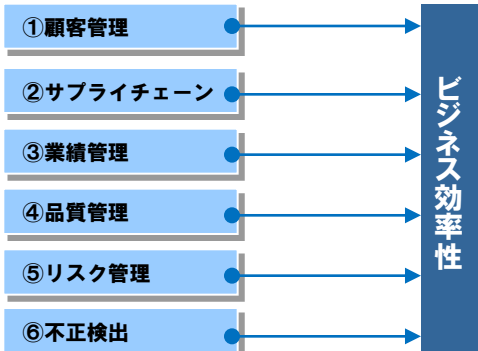 ①顧客管理
②サプライチェーン
③業績管理
④品質管理
⑤リスク管理
⑥不正検出
ビジネス効率性